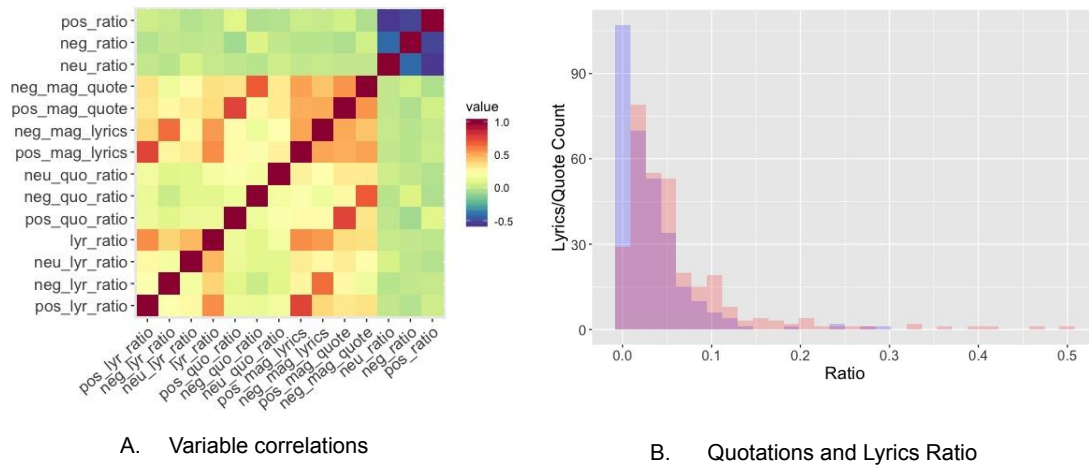 pos_ratio
neg_ratio
neu_ratio
neg_mag_quote
pos_mag_quote
neg_mag_lyrics
pos_mag_lyrics
neu_quo_ratio
neg_quo_ratio
pos_quo_ratio
lyr_ratio
neu_lyr_ratio
neg_lyr_ratio
pos_lyr_ratio
pos_lyr_ratio
neg_lyr_ratio
neu_lyr_ratio
lyr_ratio
pos_quo_ratio
neg_quo_ratio
neu_quo_ratio
pos_mag_lyrics
neg_mag_lyrics
pos_mag_quote
neg_mag_quote
neu_ratio
neg_ratio
pos_ratio
value
1.0
0.5
0.0
-0.5
A. Variable correlations
Lyrics/Quote Count
90
60
30
0
0.0 0.1 0.2 0.3 0.4 0.5
Ratio
B. Quotations and Lyrics Ratio